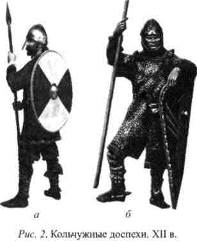 а б
Рис. 2. Кольчужные доспехи. XII в.